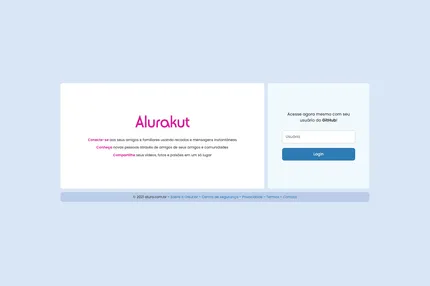 Alurakut
Conecte-se aos seus amigos e familiares usando recados e mensagens instantâneas
Conheça novas pessoas através de amigos de seus amigos e comunidades
Compartilhe seus vídeos, fotos e paixões em um só lugar
Acesse agora mesmo com seu
usuário do GitHub!
Usuário
Login
© 2021 alura.com.br - Sobre o Alurakut - Centro de segurança - Privacidade - Termos - Contato